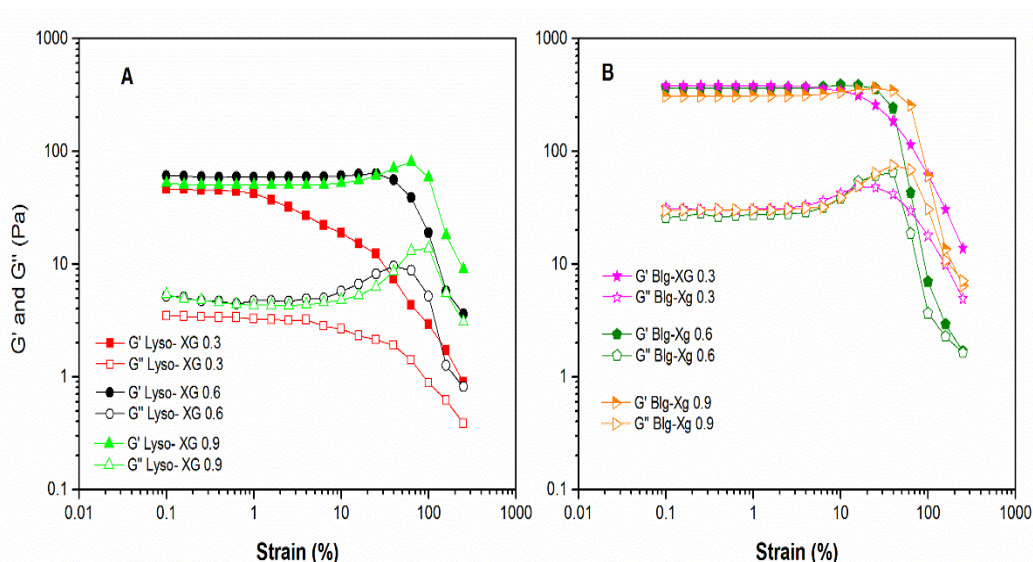 G' and G'' (Pa)
1000
100
10
1
0.1
A
G' Lyso- XG 0.3
G'' Lyso- XG 0.3
G' Lyso- XG 0.6
G'' Lyso- XG 0.6
G' Lyso- XG 0.9
G'' Lyso- XG 0.9
0.01 0.1 1 10 100 1000
Strain (%)
1000
100
10
1
0.1
B
G' Blg-XG 0.3
G'' Blg-Xg 0.3
G' Blg-Xg 0.6
G'' Blg-Xg 0.6
G' Blg-Xg 0.9
G'' Blg-Xg 0.9
0.01 0.1 1 10 100 1000
Strain (%)